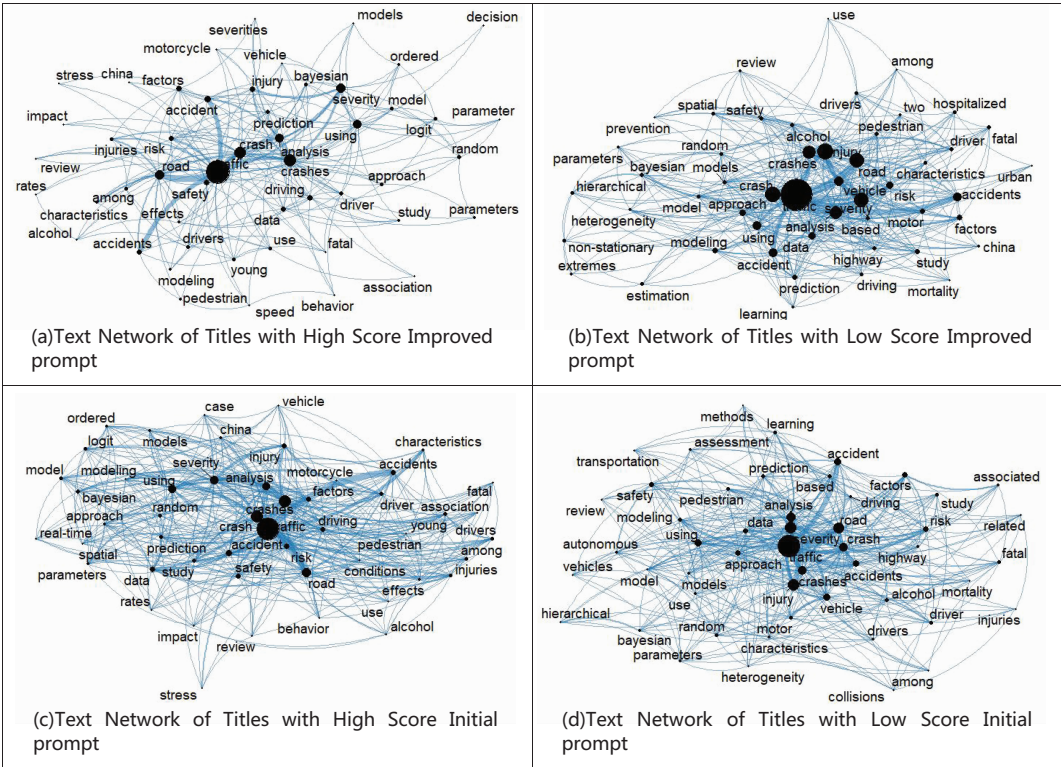 severities
models
decision
motorcycle
vehicle
ordered
stress
china
factors
injury
bayesian
severity
model
accident
impact
prediction
using
parameter
logit
injuries
risk
crash
analysis
random
review
road
traffic
crashes
approach
rates
among
safety
driving
driver
characteristics
effects
data
study
parameters
alcohol
accidents
drivers
use
fatal
modeling
young
association
pedestrian
speed
behavior
(a)Text Network of Titles with High Score Improved
prompt
use
review
among
spatial
safety
drivers
two
hospitalized
prevention
alcohol
pedestrian
random
driver
fatal
parameters
bayesian
models
crashes
injury
road
characteristics
urban
hierarchical
crash
vehicle
risk
accidents
model
approach
traffic
severity
heterogeneity
using
analysis
based
motor
factors
non-stationary
modeling
data
china
extremes
accident
highway
study
estimation
prediction
driving
mortality
learning
(b)Text Network of Titles with Low Score Improved
prompt
ordered
case
vehicle
logit
models
china
characteristics
model
modeling
severity
injury
accidents
using
analysis
motorcycle
bayesian
factors
driver
association
fatal
approach
random
crashes
young
real-time
crash
traffic
driving
drivers
spatial
prediction
accident
risk
pedestrian
among
parameters
data
study
safety
road
conditions
injuries
rates
effects
use
impact
behavior
alcohol
review
stress
(c)Text Network of Titles with High Score Initial
prompt
methods
learning
assessment
accident
transportation
prediction
based
factors
associated
safety
pedestrian
analysis
driving
study
review
modeling
data
road
risk
related
using
severity
crash
autonomous
approach
traffic
highway
fatal
vehicles
model
models
crashes
accidents
mortality
use
injury
vehicle
alcohol
hierarchical
random
motor
driver
injuries
bayesian
drivers
parameters
characteristics
heterogeneity
among
collisions
(d)Text Network of Titles with Low Score Initial
prompt